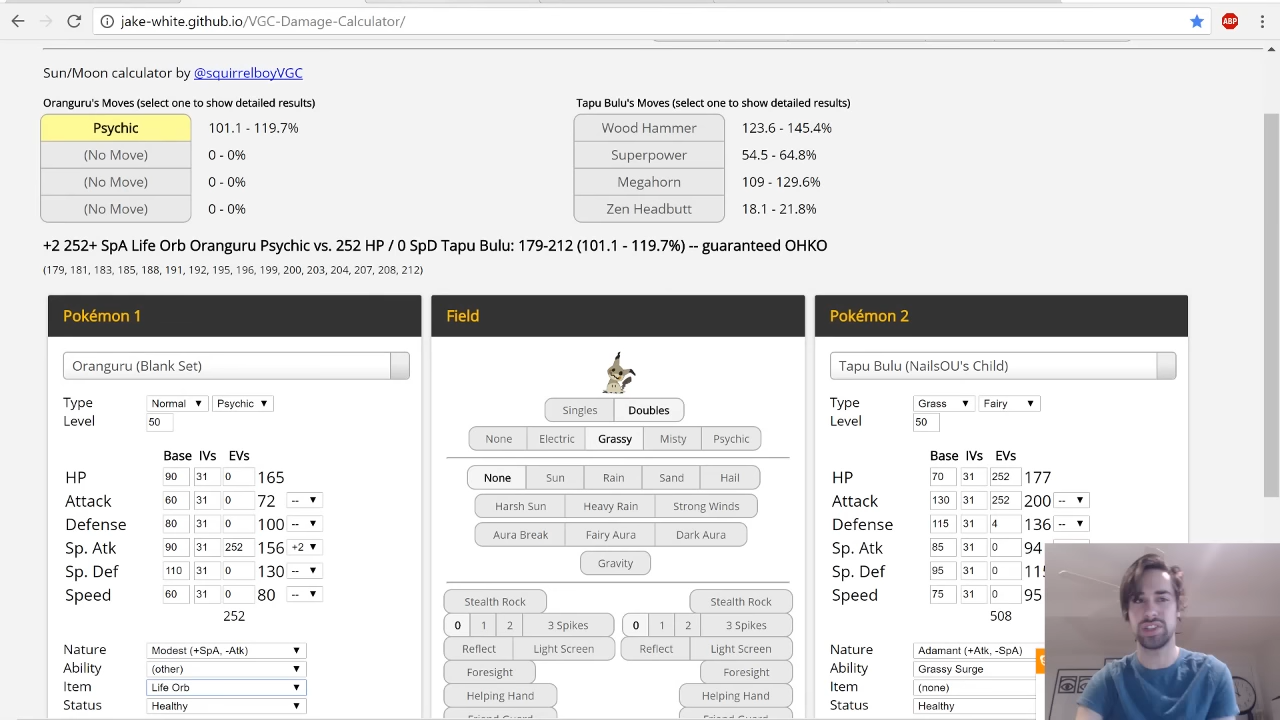 jake-white.github.io/VGC-Damage-Calculator/
ABP
Sun/Moon calculator by @squirrelboyVGC
Oranguru's Moves (select one to show detailed results)
Psychic 101.1 - 119.7%
(No Move) 0 - 0%
(No Move) 0 - 0%
(No Move) 0 - 0%
Tapu Bulu's Moves (select one to show detailed results)
Wood Hammer 123.6 - 145.4%
Superpower 54.5 - 64.8%
Megahorn 109 - 129.6%
Zen Headbutt 18.1 - 21.8%
+2 252+ SpA Life Orb Oranguru Psychic vs. 252 HP / 0 SpD Tapu Bulu: 179-212 (101.1 - 119.7%) -- guaranteed OHKO
(179, 181, 183, 185, 188, 191, 192, 195, 196, 199, 200, 203, 204, 207, 208, 212)
Pokémon 1
Oranguru (Blank Set)
Type Normal Psychic
Level 50
Base IVs EVs
HP 90 31 0 165
Attack 60 31 0 72 --
Defense 80 31 0 100 --
Sp. Atk 90 31 252 156 +2
Sp. Def 110 31 0 130 --
Speed 60 31 0 80 --
252
Nature Modest (+SpA, -Atk)
Ability (other)
Item Life Orb
Status Healthy
Field
Singles Doubles
None Electric Grassy Misty Psychic
None Sun Rain Sand Hail
Harsh Sun Heavy Rain Strong Winds
Aura Break Fairy Aura Dark Aura
Gravity
Stealth Rock Stealth Rock
0 1 2 3 Spikes 0 1 2 3 Spikes
Reflect Light Screen Reflect Light Screen
Foresight Foresight
Helping Hand Helping Hand
Friend Guard Friend Guard
Pokémon 2
Tapu Bulu (NailsOU's Child)
Type Grass Fairy
Level 50
Base IVs EVs
HP 70 31 252 177
Attack 130 31 252 200 --
Defense 115 31 4 136 --
Sp. Atk 85 31 0 94
Sp. Def 95 31 0
Speed 75 31 0 95
508
Nature Adamant (+Atk, -SpA)
Ability Grassy Surge
Item (none)
Status Healthy